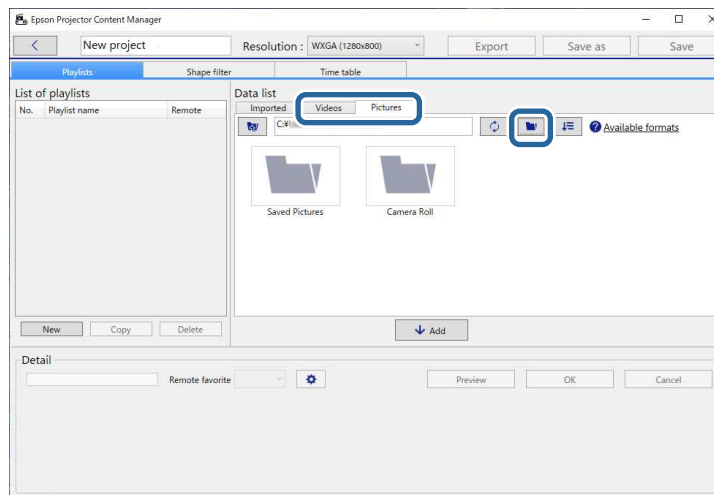 Epson Projector Content Manager
New project Resolution : WXGA (1280x800) Export Save as Save
Playlists Shape filter Time table
List of playlists Data list
No. Playlist name Remote Imported Videos Pictures
C:¥ Available formats
Saved Pictures Camera Roll
New Copy Delete Add
Detail
Remote favorite Preview OK Cancel